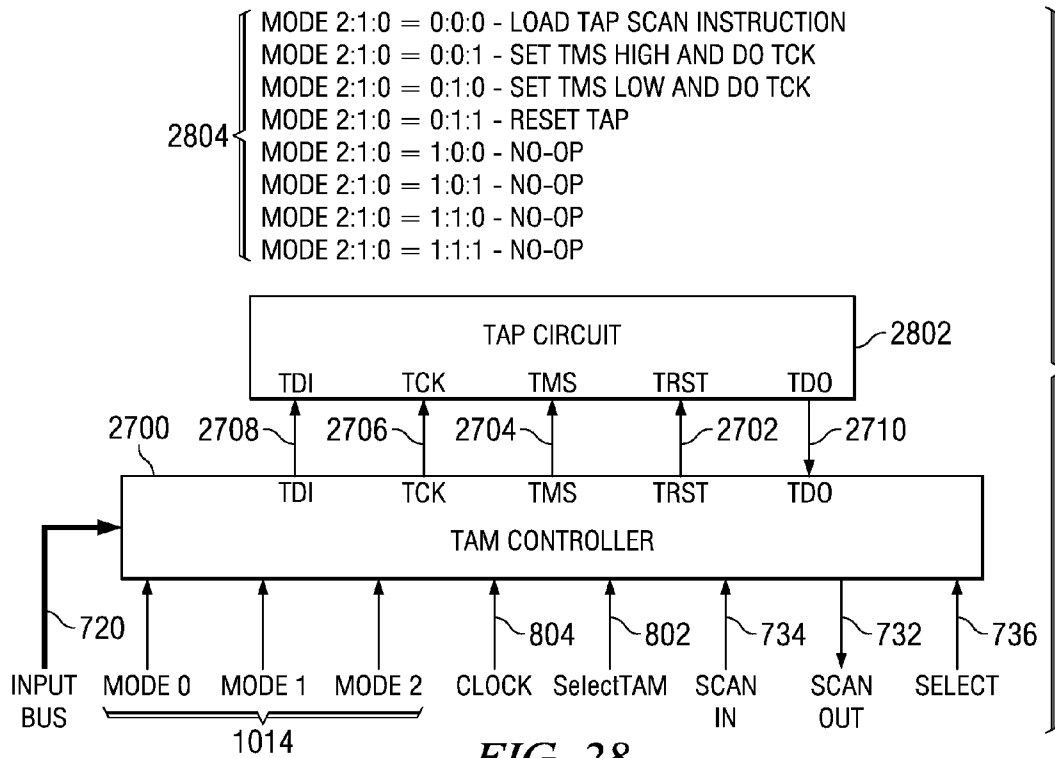 MODE 2:1:0 = 0:0:0 - LOAD TAP SCAN INSTRUCTION
MODE 2:1:0 = 0:0:1 - SET TMS HIGH AND DO TCK
MODE 2:1:0 = 0:1:0 - SET TMS LOW AND DO TCK
MODE 2:1:0 = 0:1:1 - RESET TAP
MODE 2:1:0 = 1:0:0 - NO-OP
MODE 2:1:0 = 1:0:1 - NO-OP
MODE 2:1:0 = 1:1:0 - NO-OP
MODE 2:1:0 = 1:1:1 - NO-OP
2804
TAP CIRCUIT
2802
TDI TCK TMS TRST TDO
2700 2708 2706 2704 2702 2710
TDI TCK TMS TRST TDO
TAM CONTROLLER
720 804 802 734 732 736
INPUT BUS
MODE 0 MODE 1 MODE 2
CLOCK SelectTAM
SCAN IN
SCAN OUT
SELECT
1014
FIG. 28